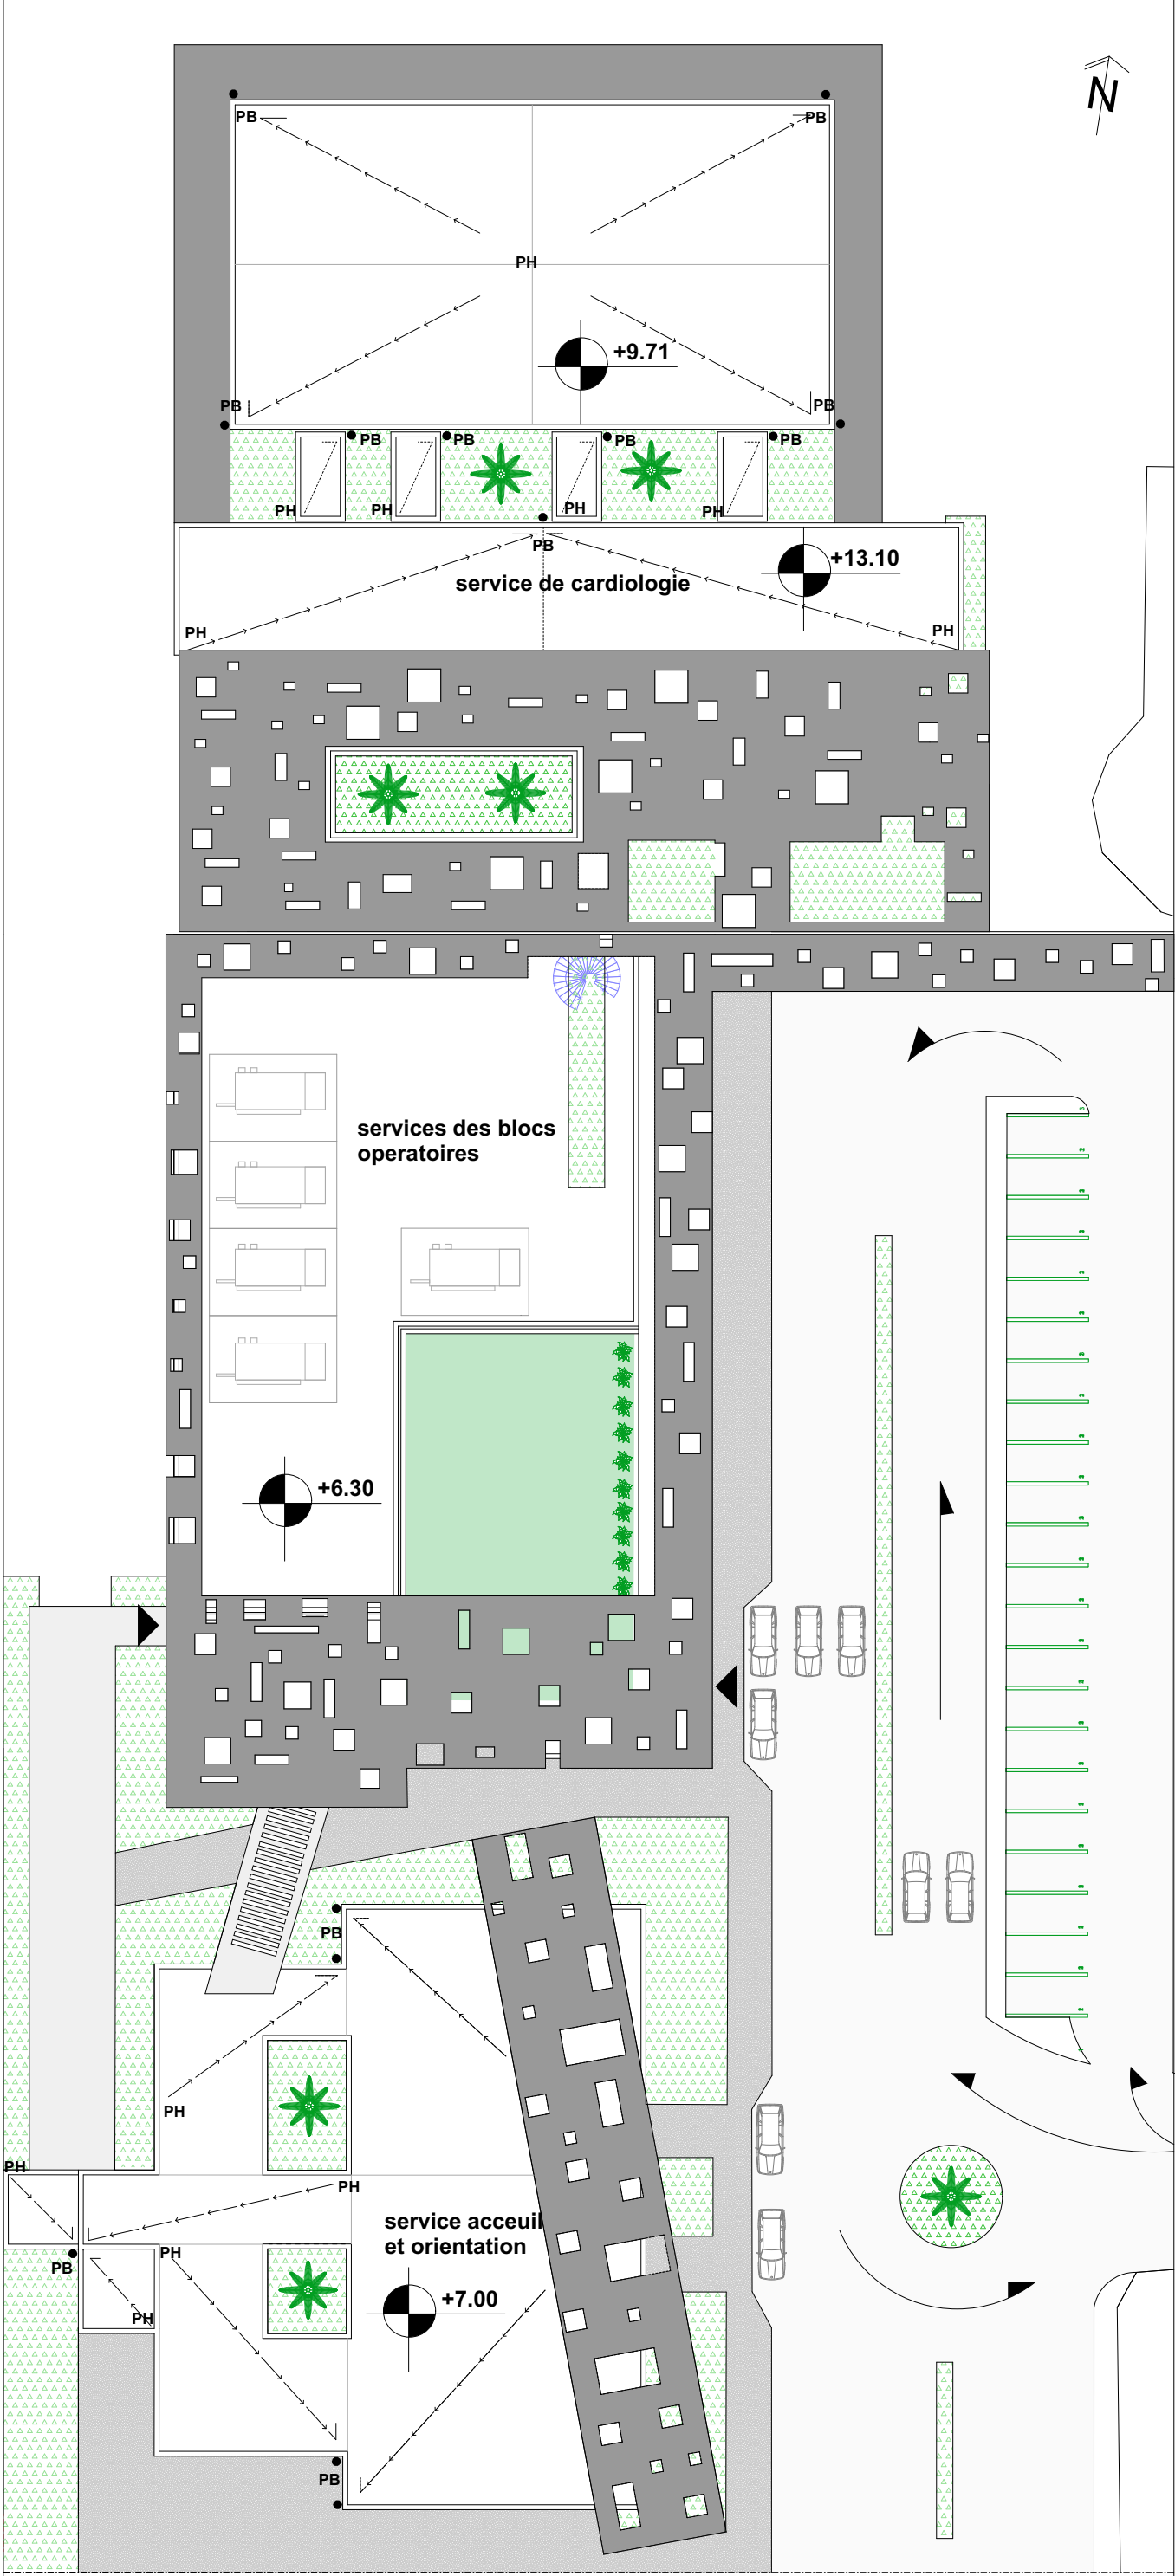 N
PB
PB
PH
+9.71
PB
PB
PB
PB
PB
PB
PH
PH
PH
PH
PB
+13.10
service de cardiologie
PH
PH
services des blocs
operatoires
+6.30
PB
PH
PH
PH
service acceuil
et orientation
PH
PB
PH
+7.00
PB